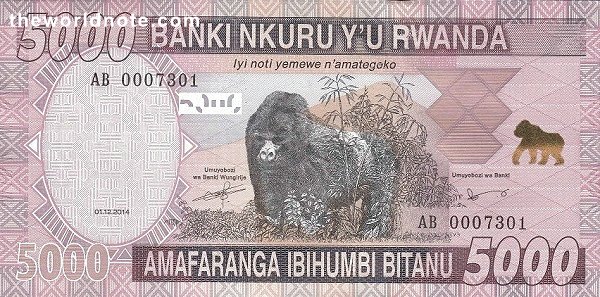 theworldnote.com
5000
BANKI NKURU Y'U RWANDA
Iyi noti yemewe n'amategeko
AB 0007301
Umuyobozi
wa Banki Wungirije
Umuyobozi
wa Banki
01.12.2014
AB 0007301
5000
AMAFARANGA IBIHUMBI BITANU
5000